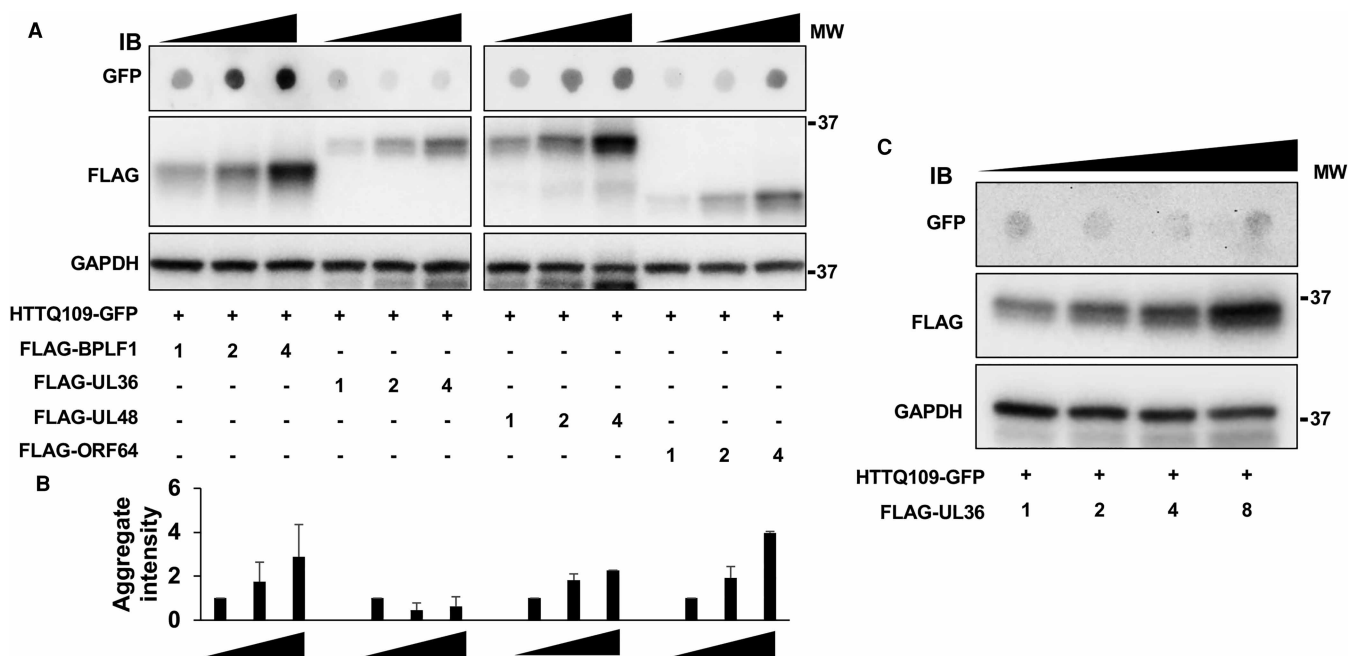 A
IB
MW
GFP
37
FLAG
GAPDH
37
HTTQ109-GFP + + + + + + + + + + + +
FLAG-BPLF1 1 2 4 - - - - - - - - -
FLAG-UL36 - - - 1 2 4 - - - - - -
FLAG-UL48 - - - - - - 1 2 4 - - -
FLAG-ORF64 - - - - - - - - - 1 2 4
B
Aggregate
intensity
6
4
2
0
C
IB
MW
GFP
37
FLAG
GAPDH
37
HTTQ109-GFP + + + +
FLAG-UL36 1 2 4 8